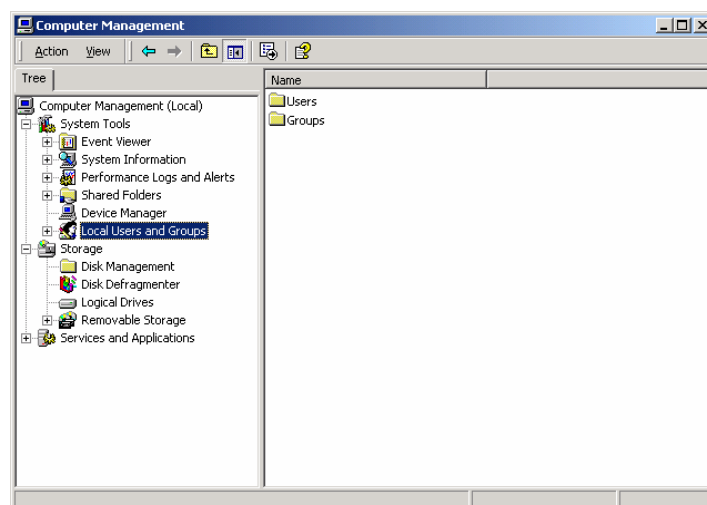 Computer Management
Action View
Tree
Name
Computer Management (Local)
System Tools
Event Viewer
System Information
Performance Logs and Alerts
Shared Folders
Device Manager
Local Users and Groups
Storage
Disk Management
Disk Defragmenter
Logical Drives
Removable Storage
Services and Applications
Users
Groups